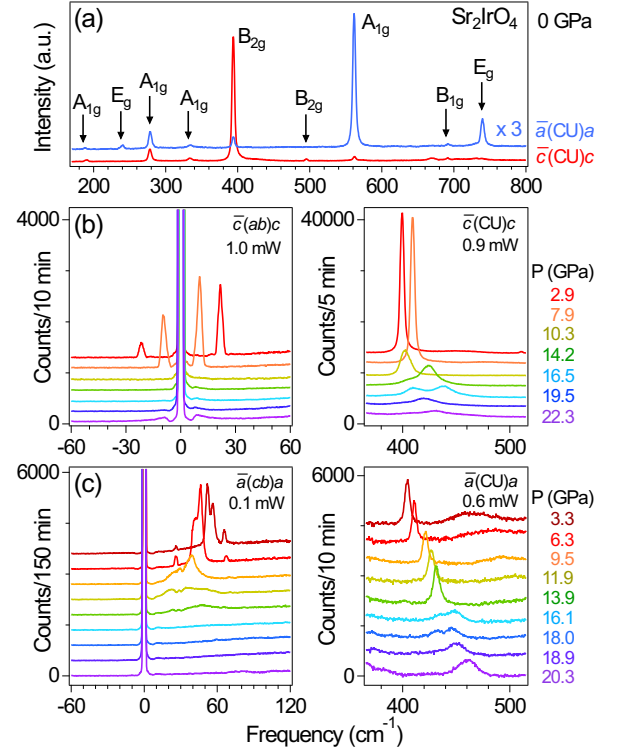 (a)
Sr₂IrO₄
0 GPa
Intensity (a.u.)
A₁g
E_g
A₁g
A₁g
B₂g
B₂g
A₁g
B₁g
E_g
x 3
a̅(CU)a
c̅(CU)c
200 300 400 500 600 700 800
(b)
c̅(ab)c
1.0 mW
4000
0
Counts/10 min
-60 -30 0 30 60
c̅(CU)c
0.9 mW
40000
0
Counts/5 min
400 500
P (GPa)
2.9
7.9
10.3
14.2
16.5
19.5
22.3
(c)
a̅(cb)a
0.1 mW
6000
0
Counts/150 min
-60 0 60 120
a̅(CU)a
0.6 mW
6000
0
Counts/10 min
400 500
P (GPa)
3.3
6.3
9.5
11.9
13.9
16.1
18.0
18.9
20.3
Frequency (cm⁻¹)